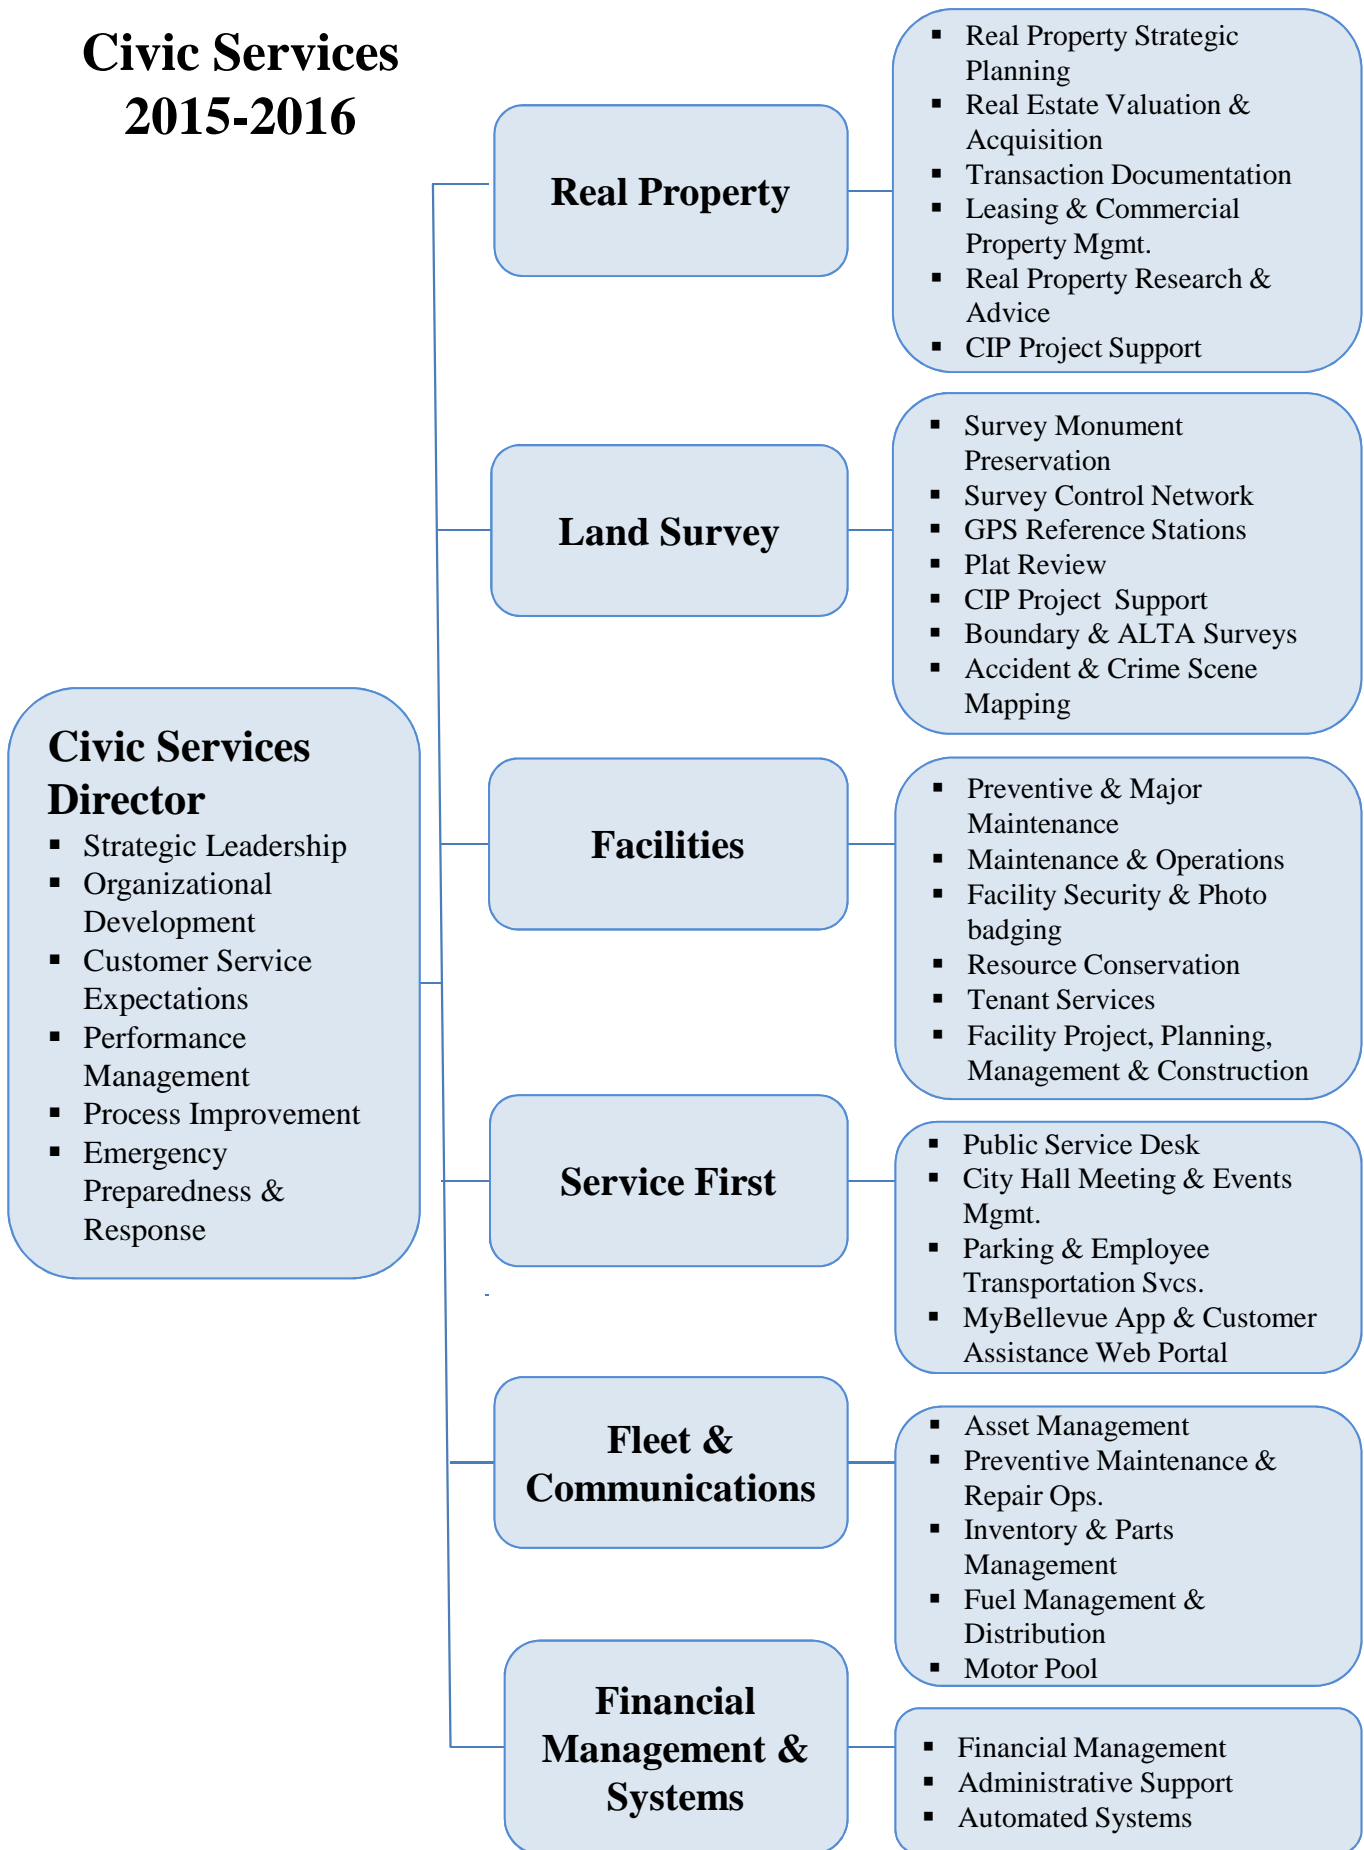 Civic Services
2015-2016
Civic Services
Director
▪ Strategic Leadership
▪ Organizational
Development
▪ Customer Service
Expectations
▪ Performance
Management
▪ Process Improvement
▪ Emergency
Preparedness &
Response
Real Property
▪ Real Property Strategic
Planning
▪ Real Estate Valuation &
Acquisition
▪ Transaction Documentation
▪ Leasing & Commercial
Property Mgmt.
▪ Real Property Research &
Advice
▪ CIP Project Support
Land Survey
▪ Survey Monument
Preservation
▪ Survey Control Network
▪ GPS Reference Stations
▪ Plat Review
▪ CIP Project  Support
▪ Boundary & ALTA Surveys
▪ Accident & Crime Scene
Mapping
Facilities
▪ Preventive & Major
Maintenance
▪ Maintenance & Operations
▪ Facility Security & Photo
badging
▪ Resource Conservation
▪ Tenant Services
▪ Facility Project, Planning,
Management & Construction
Service First
▪ Public Service Desk
▪ City Hall Meeting & Events
Mgmt.
▪ Parking & Employee
Transportation Svcs.
▪ MyBellevue App & Customer
Assistance Web Portal
Fleet &
Communications
▪ Asset Management
▪ Preventive Maintenance &
Repair Ops.
▪ Inventory & Parts
Management
▪ Fuel Management &
Distribution
▪ Motor Pool
Financial
Management &
Systems
▪ Financial Management
▪ Administrative Support
▪ Automated Systems